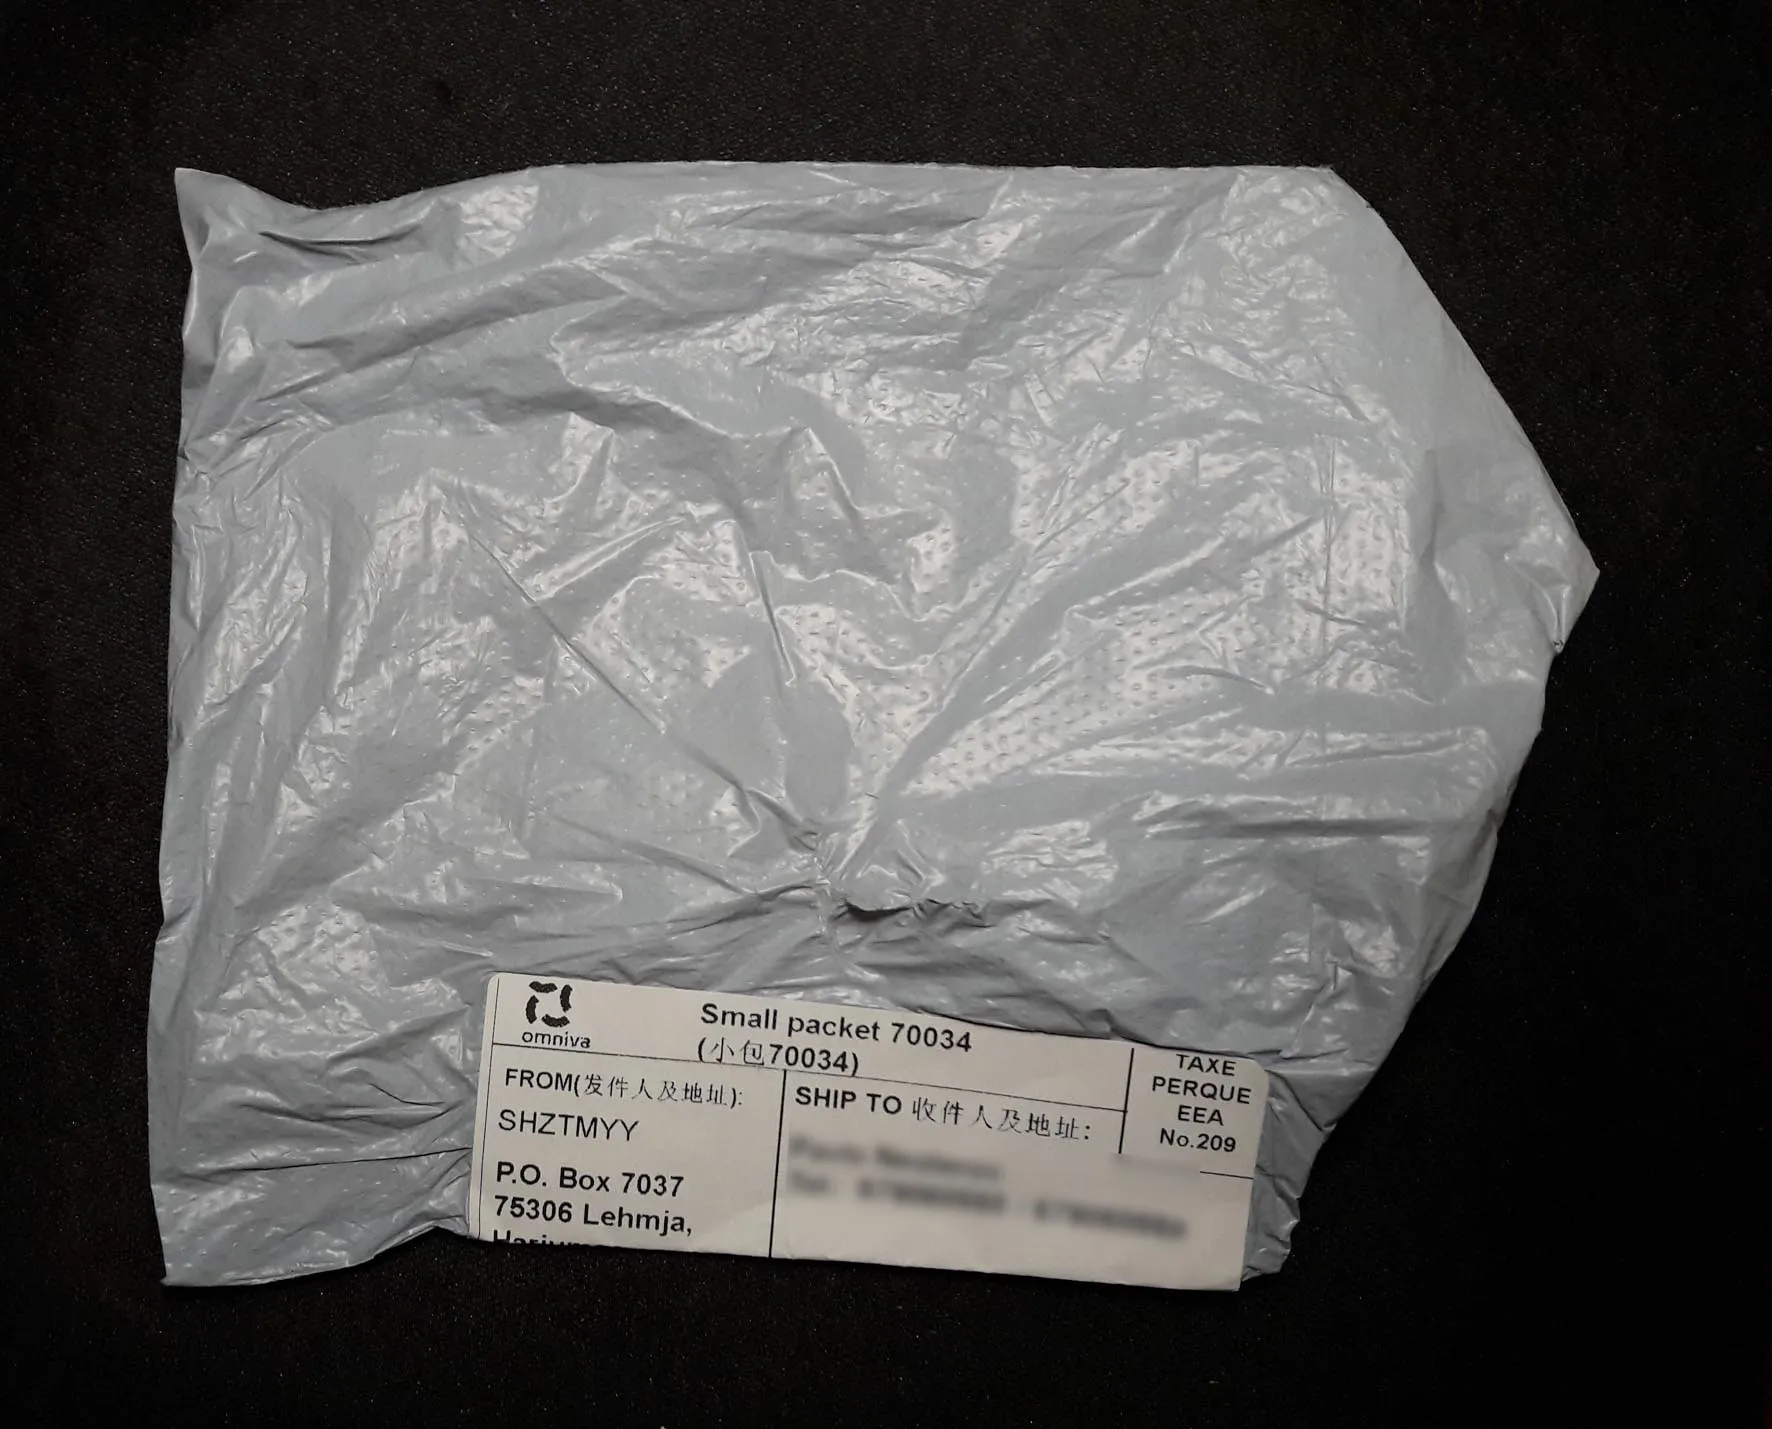 omniva
Small packet 70034
(小包70034)
TAXE
PERQUE
EEA
No.209
FROM(发件人及地址):
SHZTMYY
P.O. Box 7037
75306 Lehmja,
SHIP TO 收件人及地址: